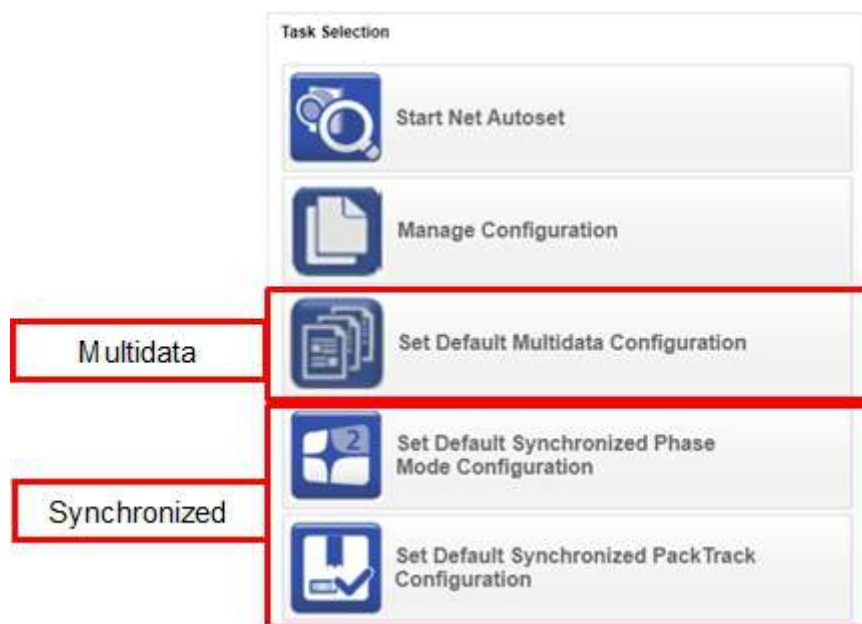 Task Selection
Start Net Autoset
Manage Configuration
Multidata
Set Default Multidata Configuration
2
Set Default Synchronized Phase
Mode Configuration
Synchronized
Set Default Synchronized PackTrack
Configuration